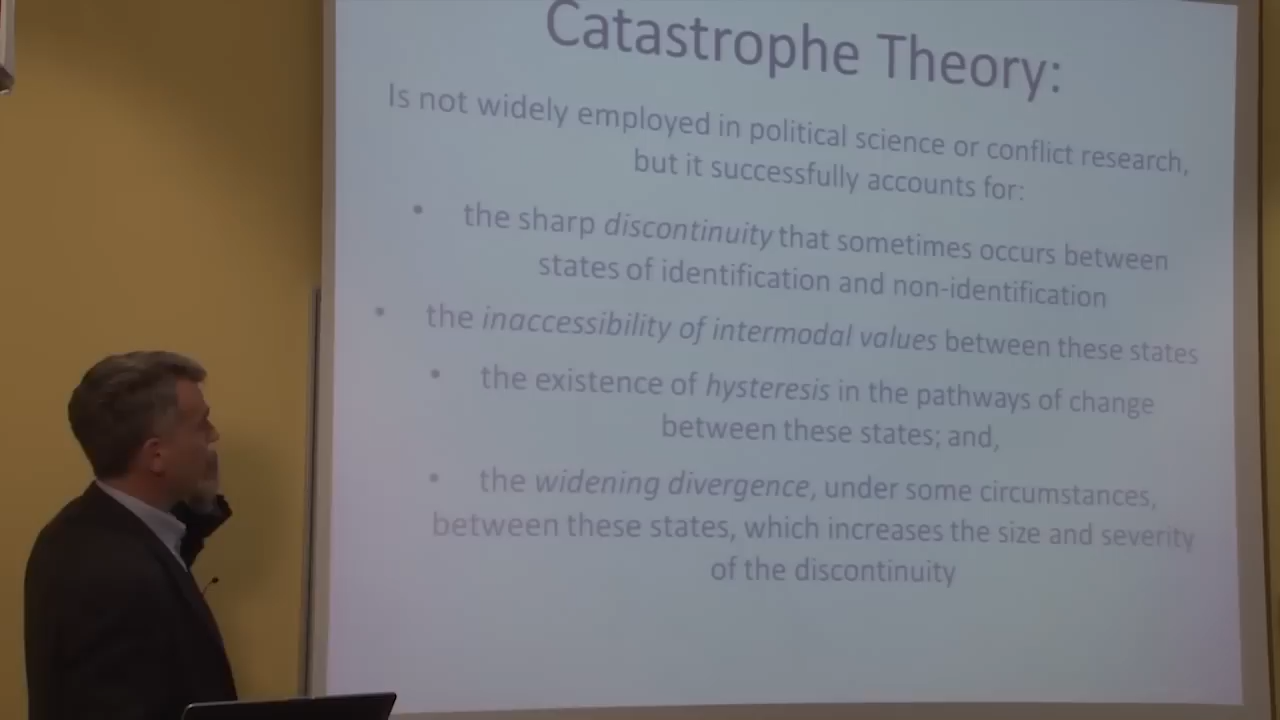 Catastrophe Theory:
Is not widely employed in political science or conflict research,
but it successfully accounts for:
• the sharp discontinuity that sometimes occurs between
states of identification and non-identification
• the inaccessibility of intermodal values between these states
• the existence of hysteresis in the pathways of change
between these states; and,
• the widening divergence, under some circumstances,
between these states, which increases the size and severity
of the discontinuity